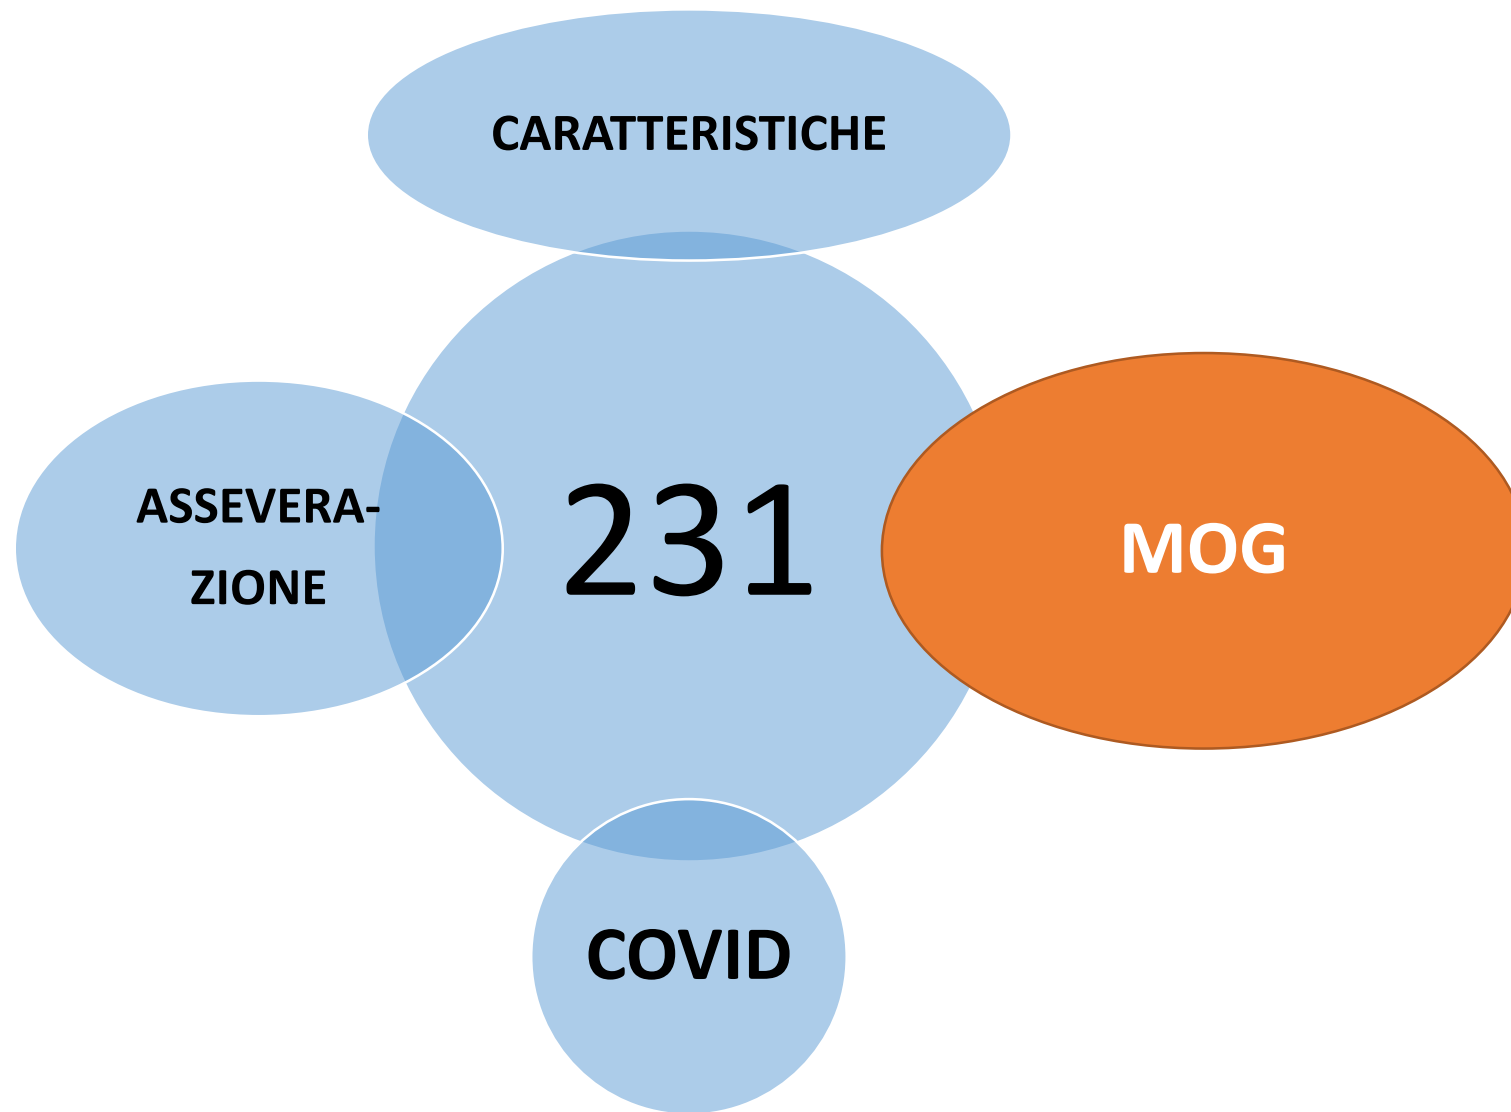 CARATTERISTICHE
ASSEVERA-
ZIONE
231
MOG
COVID